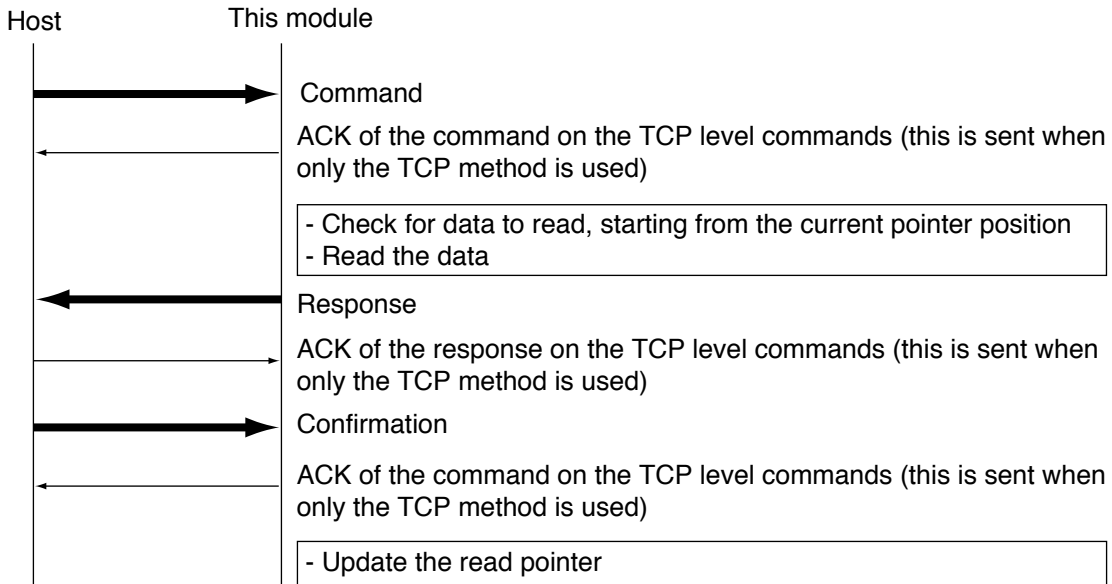 Host
This module
Command
ACK of the command on the TCP level commands (this is sent when
only the TCP method is used)
- Check for data to read, starting from the current pointer position
- Read the data
Response
ACK of the response on the TCP level commands (this is sent when
only the TCP method is used)
Confirmation
ACK of the command on the TCP level commands (this is sent when
only the TCP method is used)
- Update the read pointer